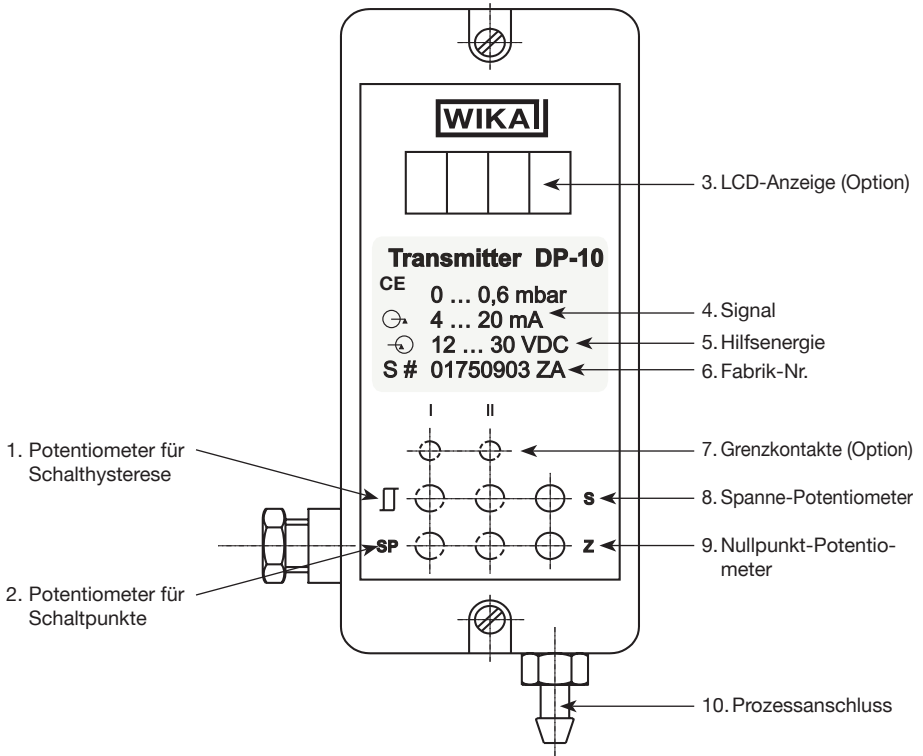 WIKA
3. LCD-Anzeige (Option)
Transmitter DP-10
CE
0 ... 0,6 mbar
4 ... 20 mA
4. Signal
12 ... 30 VDC
5. Hilfsenergie
S # 01750903 ZA
6. Fabrik-Nr.
I II
1. Potentiometer für
Schalthysterese
7. Grenzkontakte (Option)
S
8. Spanne-Potentiometer
SP
Z
9. Nullpunkt-Potentio-
meter
2. Potentiometer für
Schaltpunkte
10. Prozessanschluss